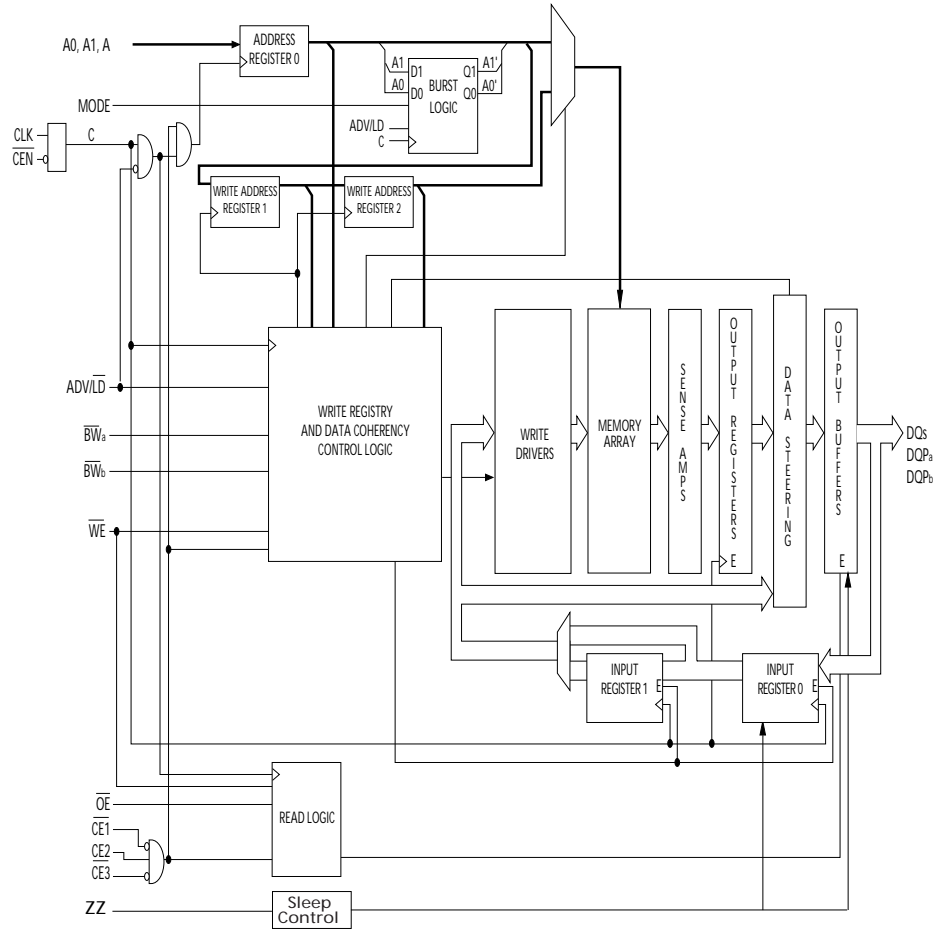 A0, A1, A
ADDRESS
REGISTER 0
A1
D1
Q1
A1'
A0
D0
Q0
A0'
BURST
LOGIC
MODE
ADV/LD
C
CLK
C
CEN
WRITE ADDRESS
REGISTER 1
WRITE ADDRESS
REGISTER 2
ADV/LD
BWa
BWb
WE
WRITE REGISTRY
AND DATA COHERENCY
CONTROL LOGIC
WRITE
DRIVERS
MEMORY
ARRAY
SENSE AMPS
OUTPUT REGISTERS
E
DATA STEERING
OUTPUT BUFFERS
E
DQs
DQPa
DQPb
INPUT
REGISTER 1
E
INPUT
REGISTER 0
E
OE
CE1
CE2
CE3
READ LOGIC
ZZ
Sleep
Control